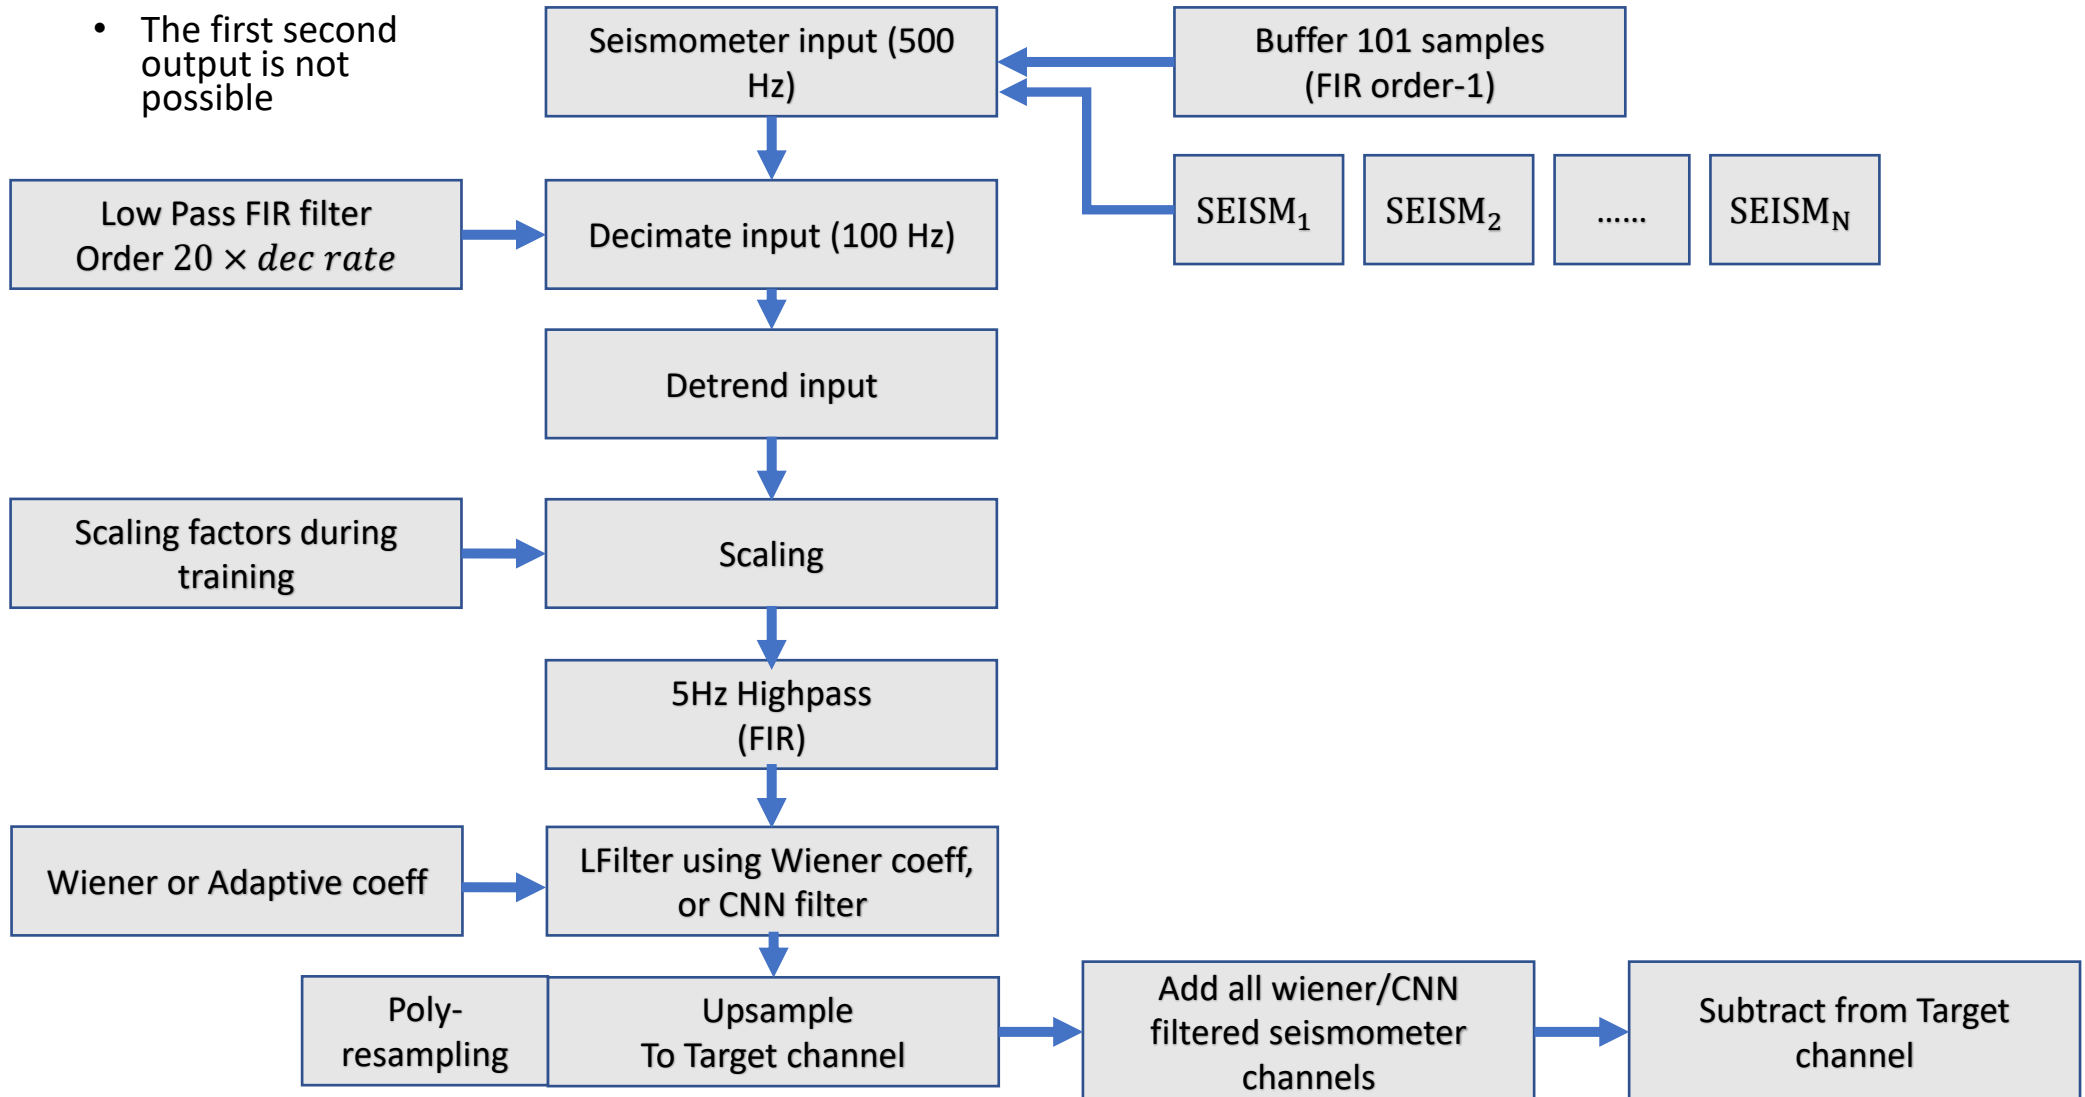 • The first second
output is not
possible
Seismometer input (500
Hz)
Buffer 101 samples
(FIR order-1)
SEISM₁
SEISM₂
......
SEISM_N
Low Pass FIR filter
Order 20 × dec rate
Decimate input (100 Hz)
Detrend input
Scaling factors during
training
Scaling
5Hz Highpass
(FIR)
Wiener or Adaptive coeff
LFilter using Wiener coeff,
or CNN filter
Poly-
resampling
Upsample
To Target channel
Add all wiener/CNN
filtered seismometer
channels
Subtract from Target
channel